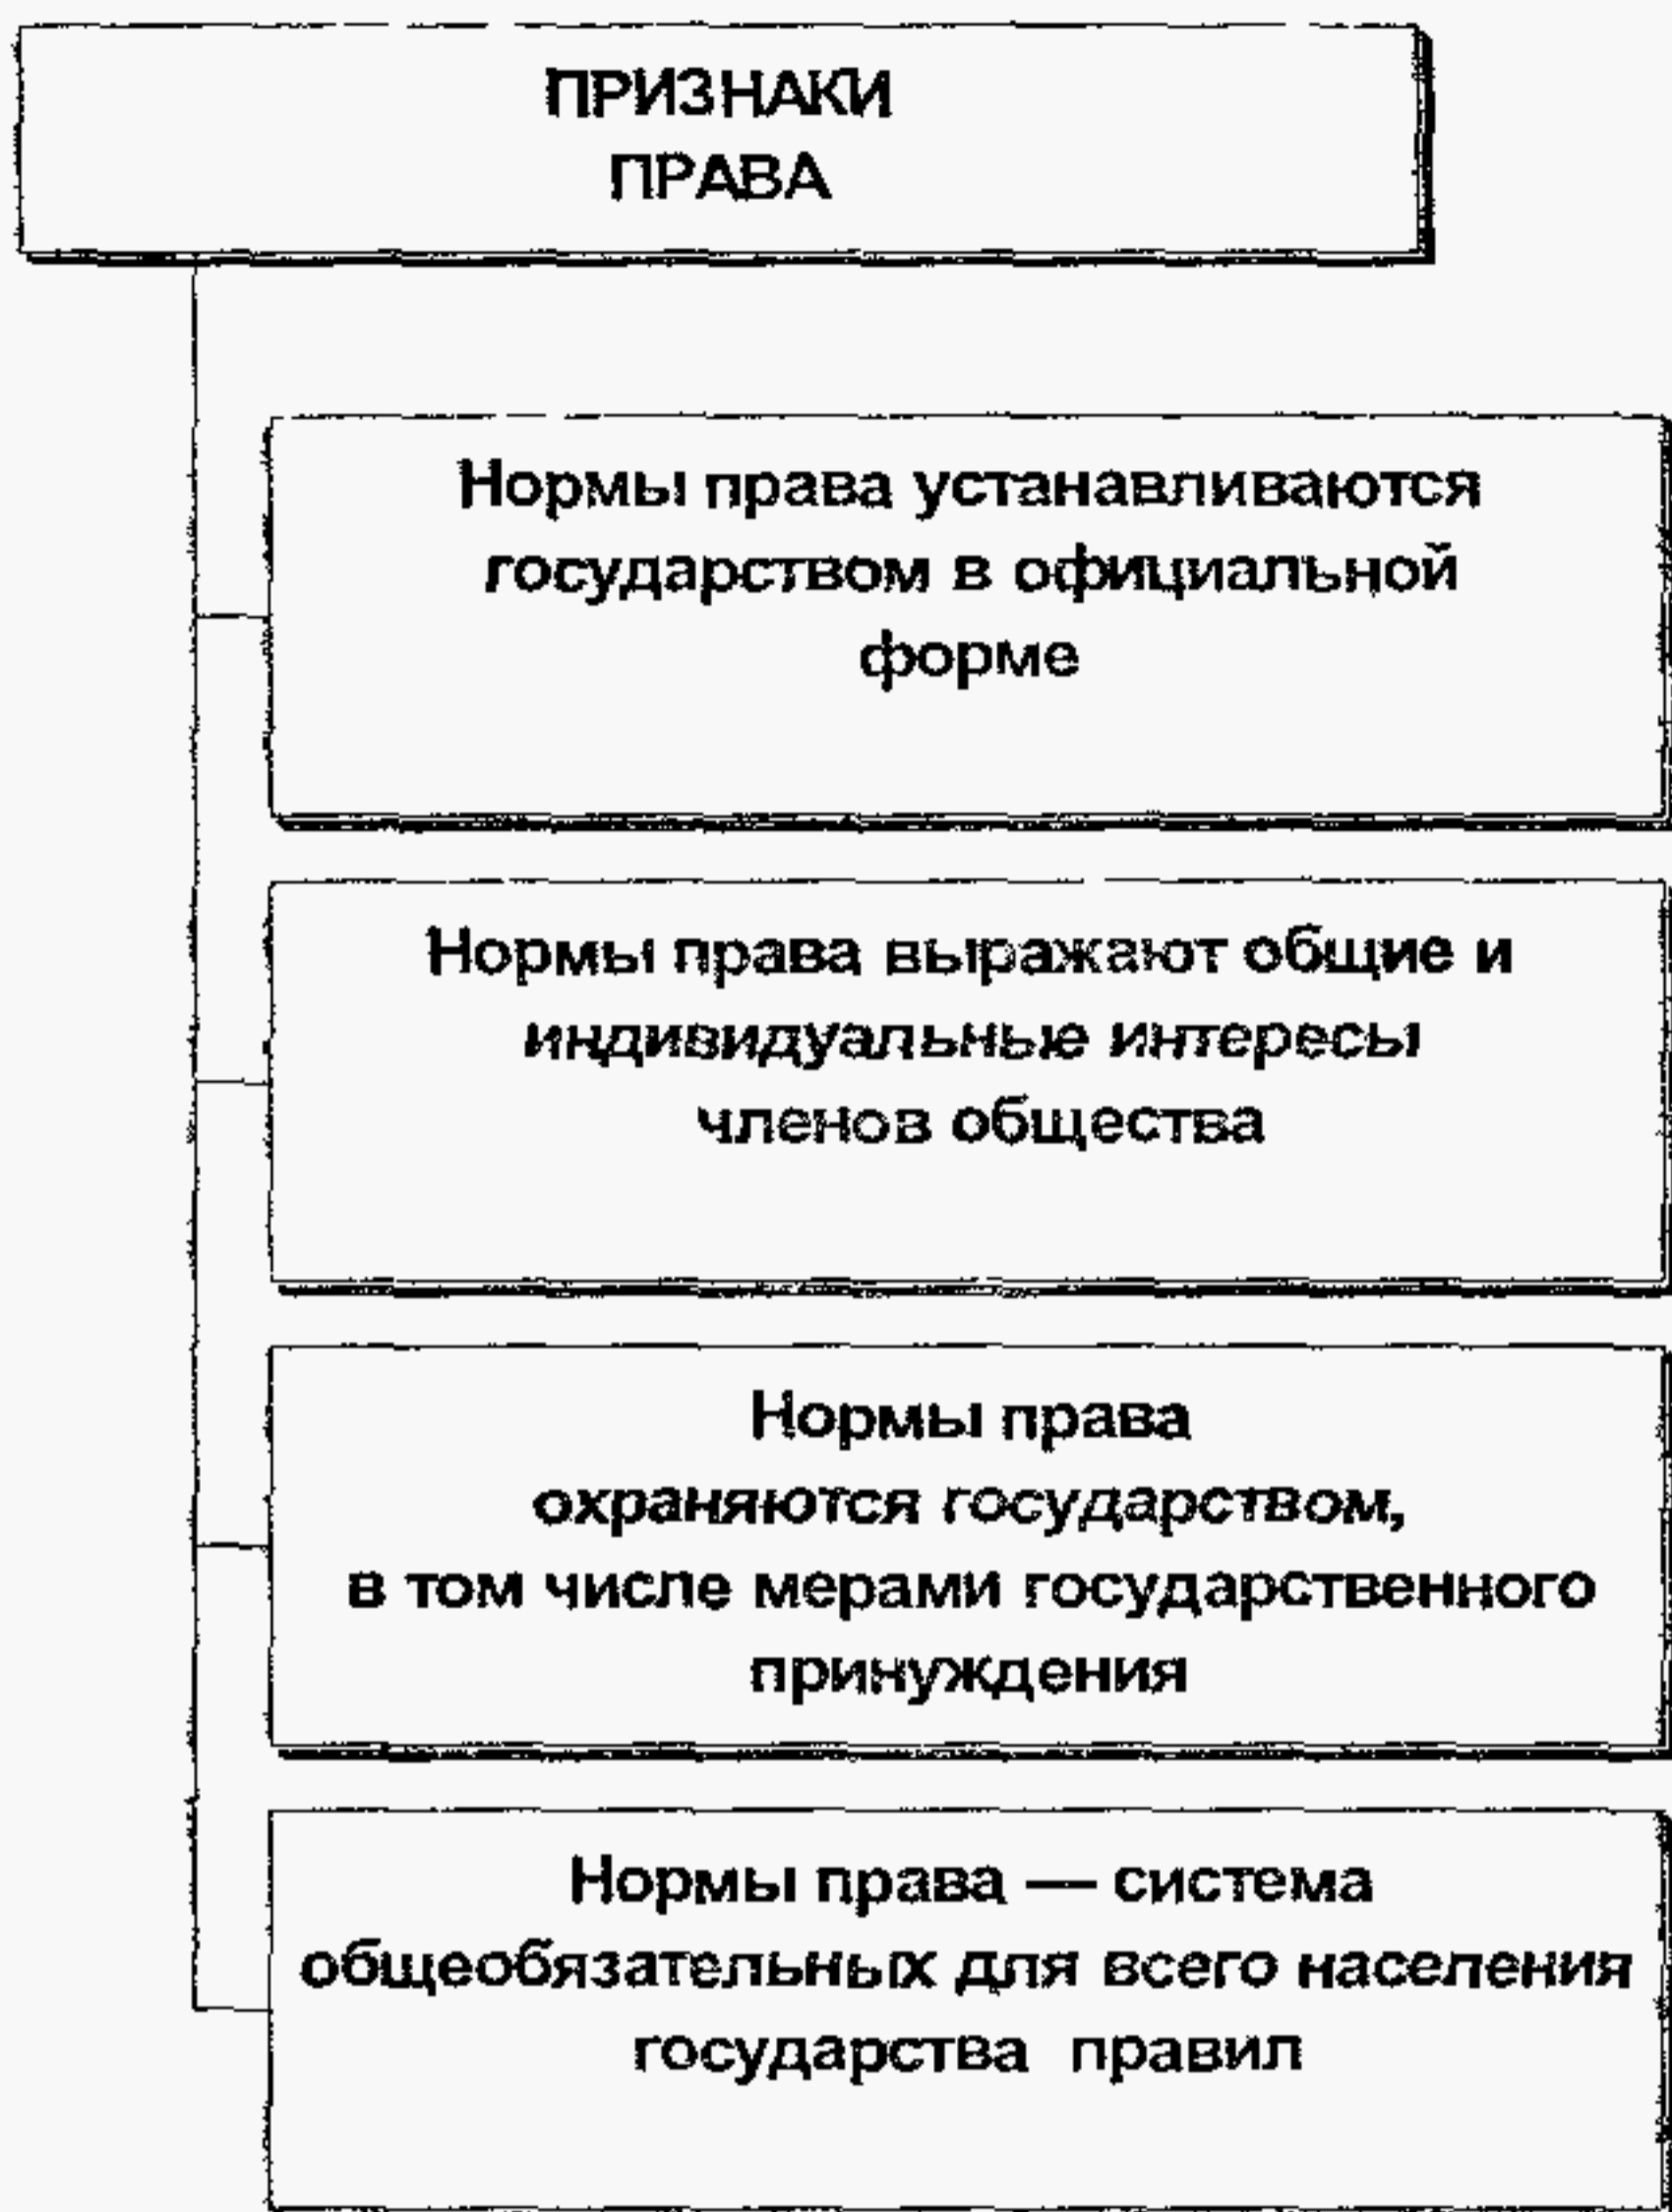 ПРИЗНАКИ
ПРАВА
Нормы права устанавливаются
государством в официальной
форме
Нормы права выражают общие и
индивидуальные интересы
членов общества
Нормы права
охраняются государством,
в том числе мерами государственного
принуждения
Нормы права — система
общеобязательных для всего населения
государства правил